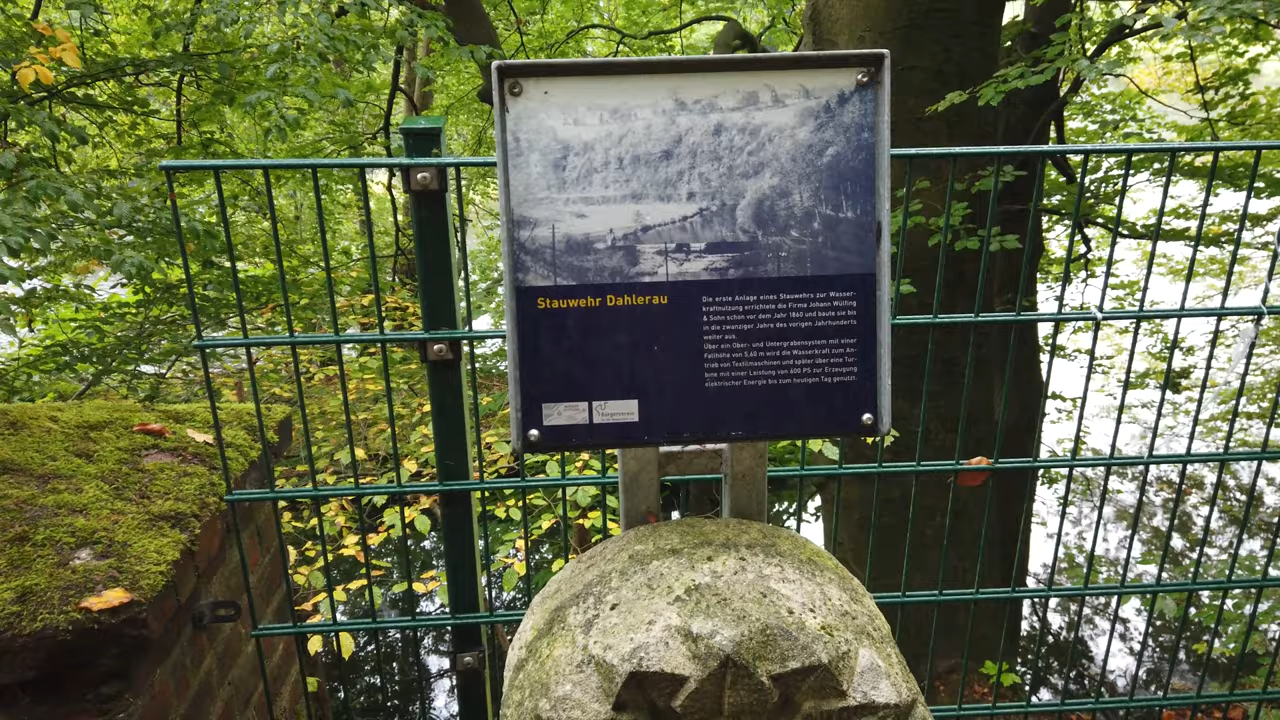 Stauwehr Dahlerau
Die erste Anlage eines Stauwehrs zur Wasser-
kraftnutzung errichtete die Firma Johann Wülfing
& Sohn schon vor dem Jahr 1860 und baute sie bis
in die zwanziger Jahre des vorigen Jahrhunderts
weiter aus.
Über ein Ober- und Untergrabensystem mit einer
Fallhöhe von 5,60 m wird die Wasserkraft zum An-
trieb von Textilmaschinen und später über eine Tur-
bine mit einer Leistung von 600 PS zur Erzeugung
elektrischer Energie bis zum heutigen Tag genutzt.
Bürgerverein